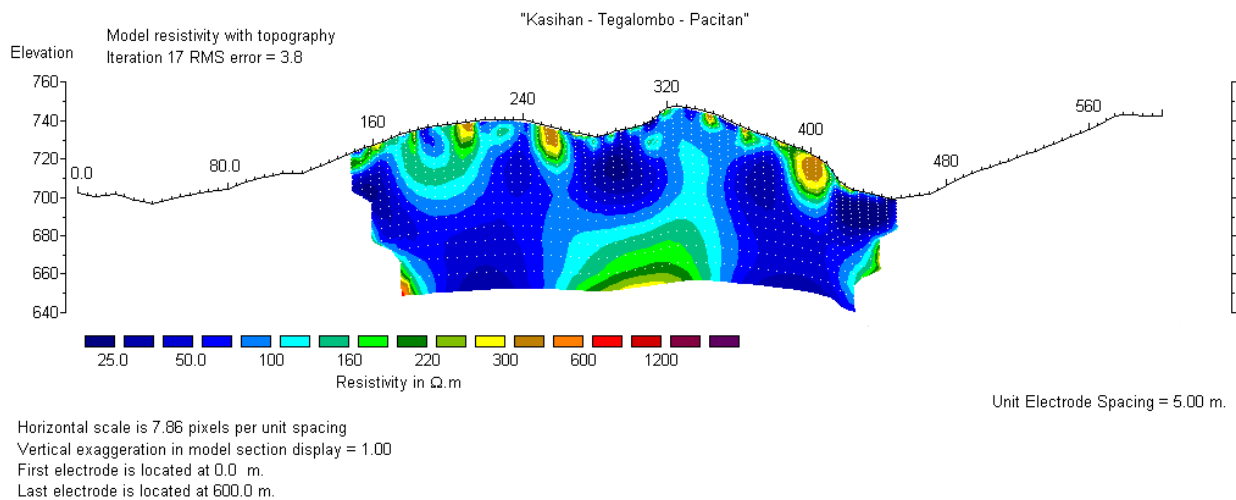 "Kasihan - Tegalombo - Pacitan"
Model resistivity with topography
Elevation
Iteration 17 RMS error = 3.8
760
740
720
700
680
660
640
0.0
80.0
160
240
320
400
480
560
25.0 50.0 100 160 220 300 600 1200
Resistivity in Ω.m
Unit Electrode Spacing = 5.00 m.
Horizontal scale is 7.86 pixels per unit spacing
Vertical exaggeration in model section display = 1.00
First electrode is located at 0.0 m.
Last electrode is located at 600.0 m.